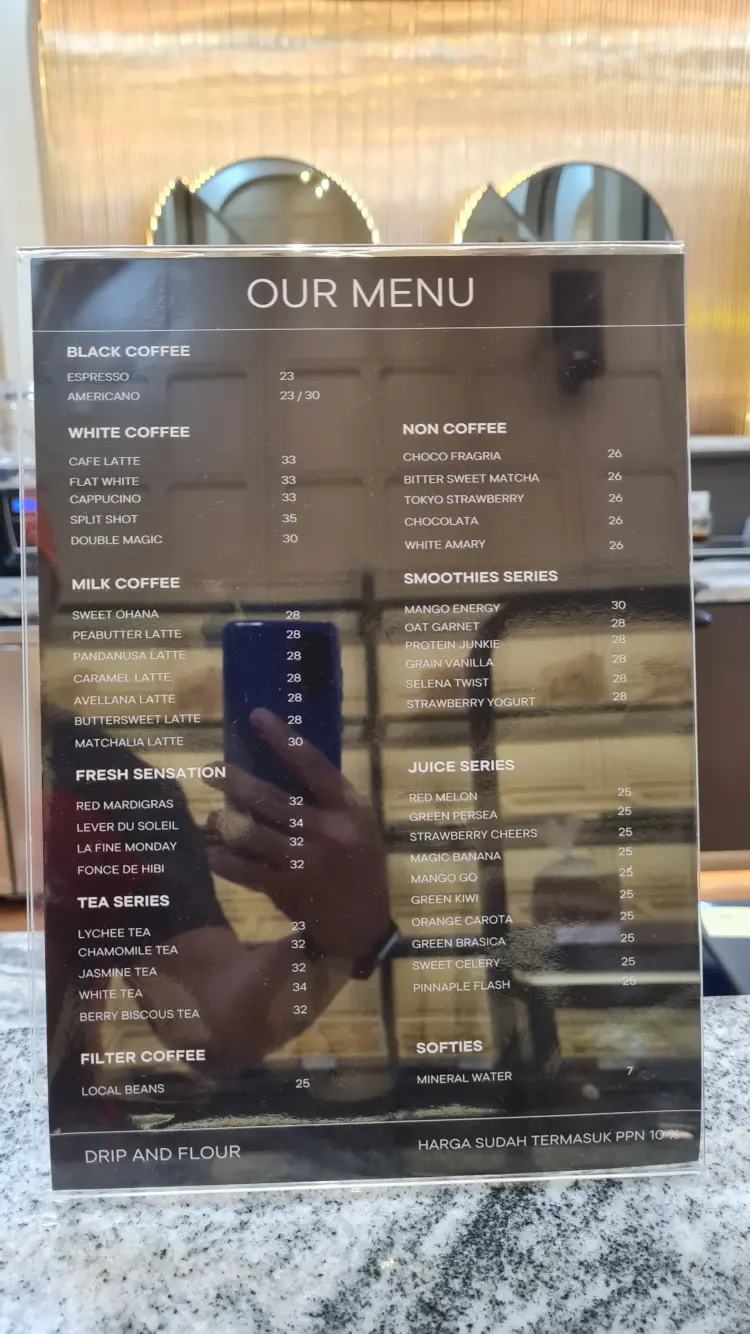 OUR MENU
BLACK COFFEE
ESPRESSO 23
AMERICANO 23 / 30
WHITE COFFEE
CAFE LATTE 33
FLAT WHITE 33
CAPPUCINO 33
SPLIT SHOT 35
DOUBLE MAGIC 30
MILK COFFEE
SWEET OHANA 28
PEABUTTER LATTE 28
PANDANUSA LATTE 28
CARAMEL LATTE 28
AVELLANA LATTE 28
BUTTERSWEET LATTE 28
MATCHALIA LATTE 30
FRESH SENSATION
RED MARDIGRAS 32
LEVER DU SOLEIL 34
LA FINE MONDAY 32
FONCE DE HIBI 32
TEA SERIES
LYCHEE TEA 23
CHAMOMILE TEA 32
JASMINE TEA 32
WHITE TEA 34
BERRY BISCOUS TEA 32
FILTER COFFEE
LOCAL BEANS 25
NON COFFEE
CHOCO FRAGRIA 26
BITTER SWEET MATCHA 26
TOKYO STRAWBERRY 26
CHOCOLATA 26
WHITE AMARY 26
SMOOTHIES SERIES
MANGO ENERGY 30
OAT GARNET 28
PROTEIN JUNKIE 28
GRAIN VANILLA 28
SELENA TWIST 28
STRAWBERRY YOGURT 28
JUICE SERIES
RED MELON 25
GREEN PERSEA 25
STRAWBERRY CHEERS 25
MAGIC BANANA 25
MANGO GO 25
GREEN KIWI 25
ORANGE CAROTA 25
GREEN BRASICA 25
SWEET CELERY 25
PINNAPLE FLASH 25
SOFTIES
MINERAL WATER 7
DRIP AND FLOUR
HARGA SUDAH TERMASUK PPN 10 %